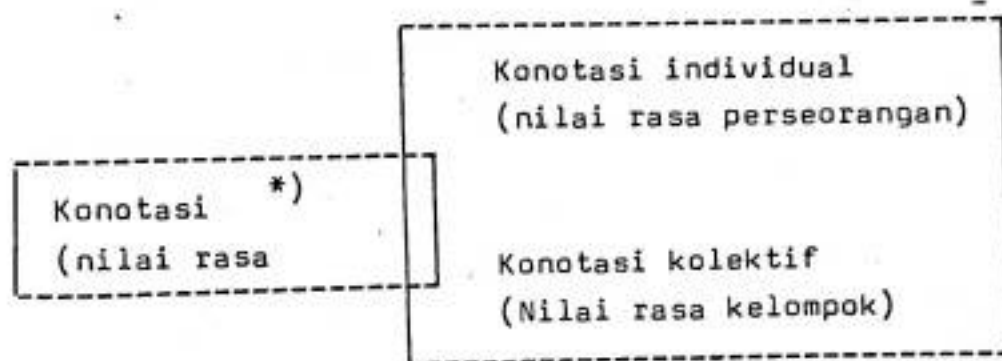 Konotasi individual
(nilai rasa perseorangan)
Konotasi *)
(nilai rasa
Konotasi kolektif
(Nilai rasa kelompok)